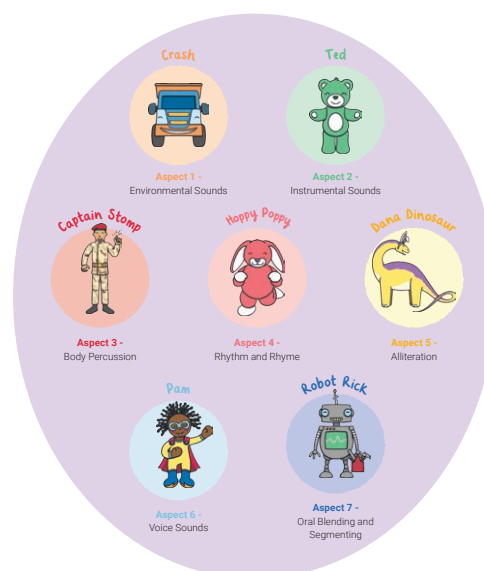 Crash
Ted
Aspect 1 -
Environmental Sounds
Aspect 2 -
Instrumental Sounds
Captain Stomp
Hoppy Poppy
Dana Dinosaur
Aspect 3 -
Body Percussion
Aspect 4 -
Rhythm and Rhyme
Aspect 5 -
Alliteration
Pam
Robot Rick
Aspect 6 -
Voice Sounds
Aspect 7 -
Oral Blending and
Segmenting